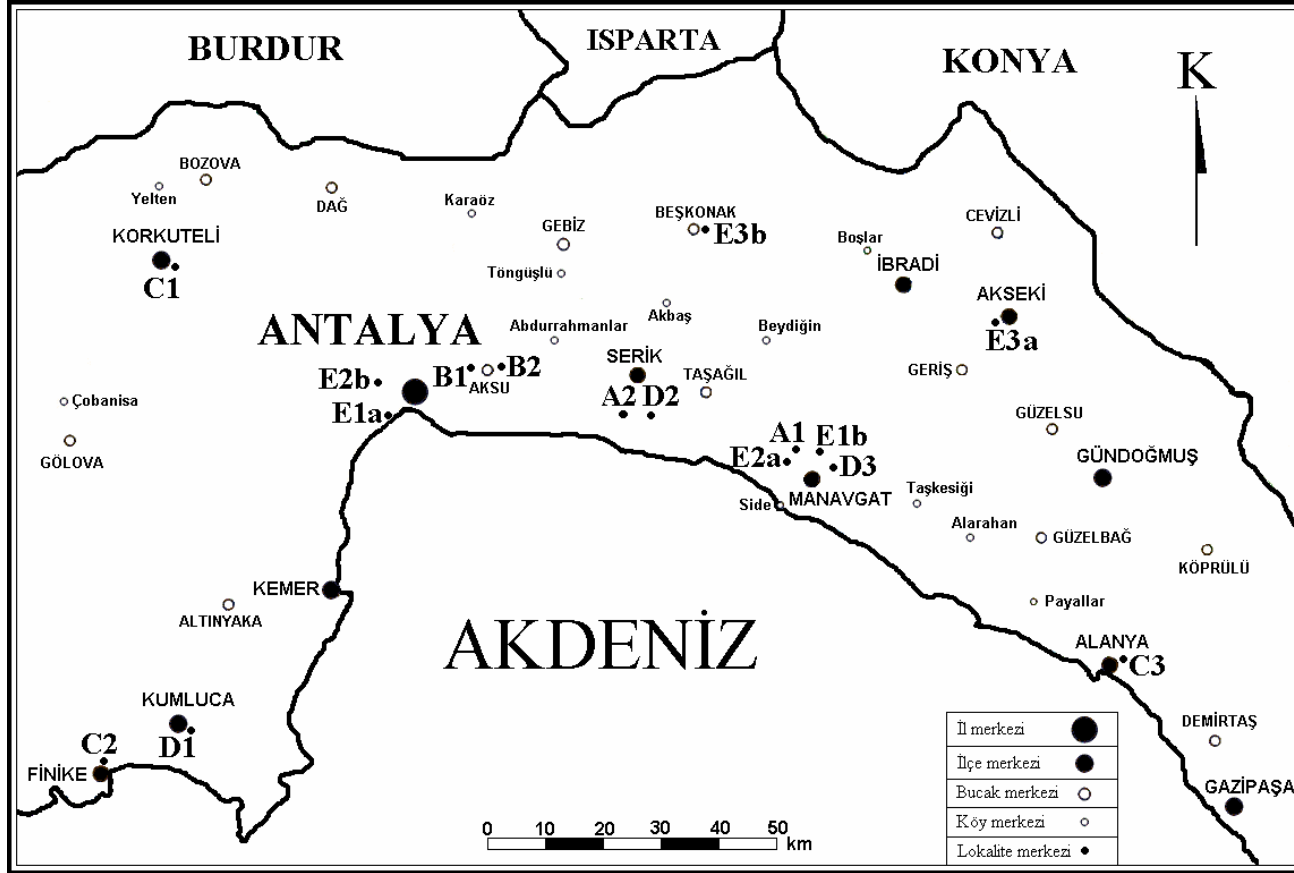 BURDUR
ISPARTA
KONYA
K
BOZOVA
Yelten
DAĞ
Karaöz
GEBİZ
BEŞKONAK
E3b
CEVİZLİ
Boşlar
KORKUTELİ
C1
Töngüşlü
İBRADİ
AKSEKİ
E3a
Akbaş
ANTALYA
Abdurrahmanlar
Beydiğin
SERİK
B1
AKSU
B2
E2b
E1a
TAŞAĞIL
A2 D2
GERİŞ
Çobanisa
GÖLOVA
GÜZELSU
A1
E1b
E2a
D3
GÜNDOĞMUŞ
MANAVGAT
Side
Taşkesiği
Alarahan
GÜZELBAĞ
KÖPRÜLÜ
KEMER
ALTINYAKA
Payallar
AKDENİZ
ALANYA
C3
KUMLUCA
D1
C2
FİNİKE
DEMİRTAŞ
GAZİPAŞA
İl merkezi
İlçe merkezi
Bucak merkezi
Köy merkezi
Lokalite merkezi
0 10 20 30 40 50
km